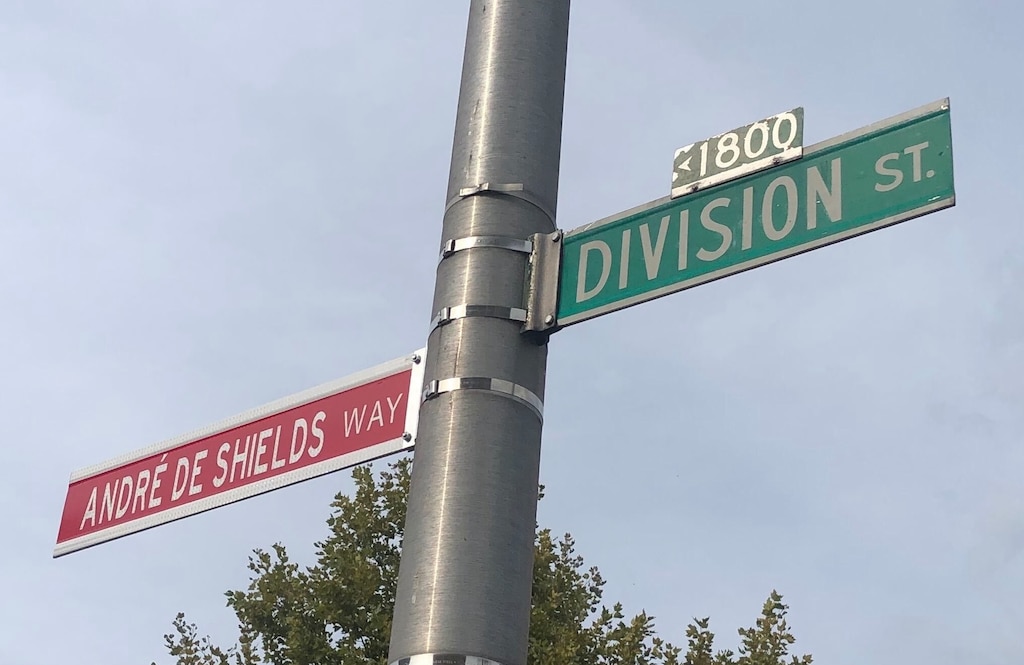 <1800
DIVISION ST.
ANDRÉ DE SHIELDS WAY